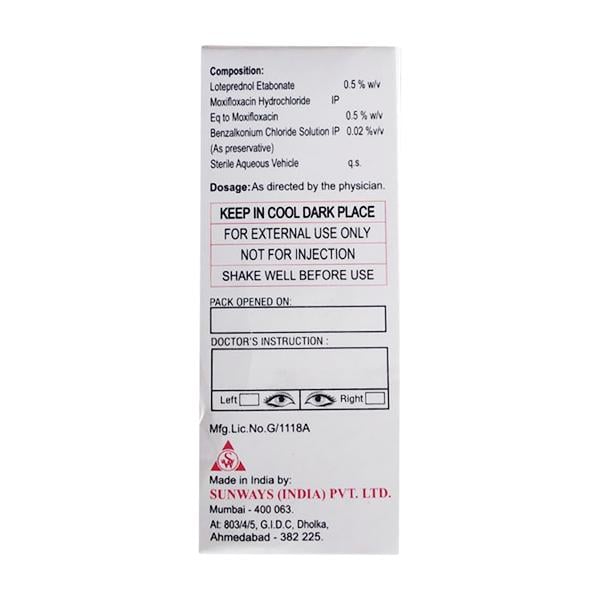 Composition:
Loteprednol Etabonate 0.5 % w/v
Moxifloxacin Hydrochloride IP
Eq to Moxifloxacin 0.5 % w/v
Benzalkonium Chloride Solution IP 0.02 %v/v
(As preservative)
Sterile Aqueous Vehicle q.s.
Dosage: As directed by the physician.
KEEP IN COOL DARK PLACE
FOR EXTERNAL USE ONLY
NOT FOR INJECTION
SHAKE WELL BEFORE USE
PACK OPENED ON:
DOCTOR'S INSTRUCTION :
Left Right
Mfg.Lic.No.G/1118A
SW
Made in India by:
SUNWAYS (INDIA) PVT. LTD.
Mumbai - 400 063.
At: 803/4/5, G.I.D.C, Dholka,
Ahmedabad - 382 225.